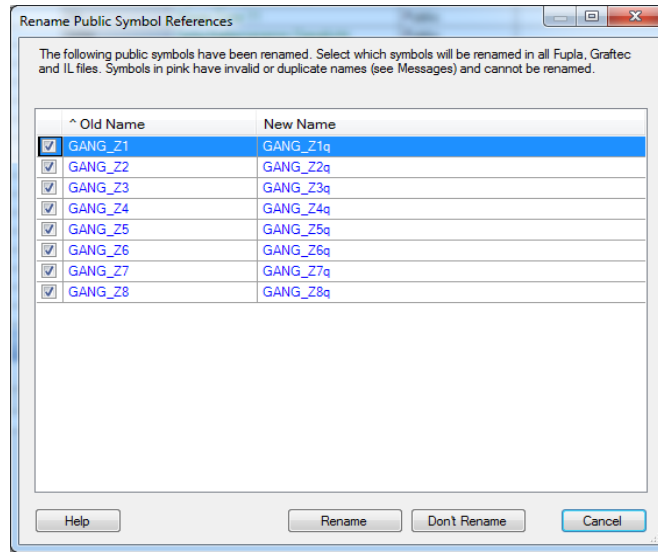 Rename Public Symbol References
The following public symbols have been renamed. Select which symbols will be renamed in all Fupla, Graftec
and IL files. Symbols in pink have invalid or duplicate names (see Messages) and cannot be renamed.
^ Old Name New Name
GANG_Z1 GANG_Z1q
GANG_Z2 GANG_Z2q
GANG_Z3 GANG_Z3q
GANG_Z4 GANG_Z4q
GANG_Z5 GANG_Z5q
GANG_Z6 GANG_Z6q
GANG_Z7 GANG_Z7q
GANG_Z8 GANG_Z8q
Help Rename Don't Rename Cancel